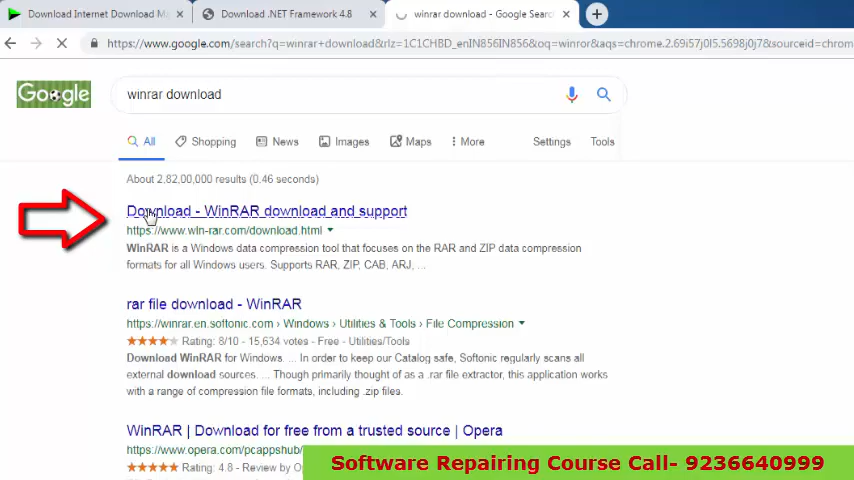 Download Internet Download Ma
Download .NET Framework 4.8
winrar download - Google Searc
https://www.google.com/search?q=winrar+download&rlz=1C1CHBD_enIN856IN856&oq=winror&aqs=chrome.2.69i57j0l5.5698j0j7&sourceid=chrom
Google
winrar download
All
Shopping
News
Images
Maps
More
Settings
Tools
About 2,82,00,000 results (0.46 seconds)
Download - WinRAR download and support
https://www.win-rar.com/download.html
WinRAR is a Windows data compression tool that focuses on the RAR and ZIP data compression
formats for all Windows users. Supports RAR, ZIP, CAB, ARJ, ...
rar file download - WinRAR
https://winrar.en.softonic.com › Windows › Utilities & Tools › File Compression
Rating: 8/10 - 15,634 votes - Free - Utilities/Tools
Download WinRAR for Windows. ... In order to keep our Catalog safe, Softonic regularly scans all
external download sources. ... Though primarily thought of as a .rar file extractor, this application works
with a range of compression file formats, including .zip files.
WinRAR | Download for free from a trusted source | Opera
https://www.opera.com/pcappshub/
Rating: 4.8 - Review by Op
Software Repairing Course Call- 9236640999